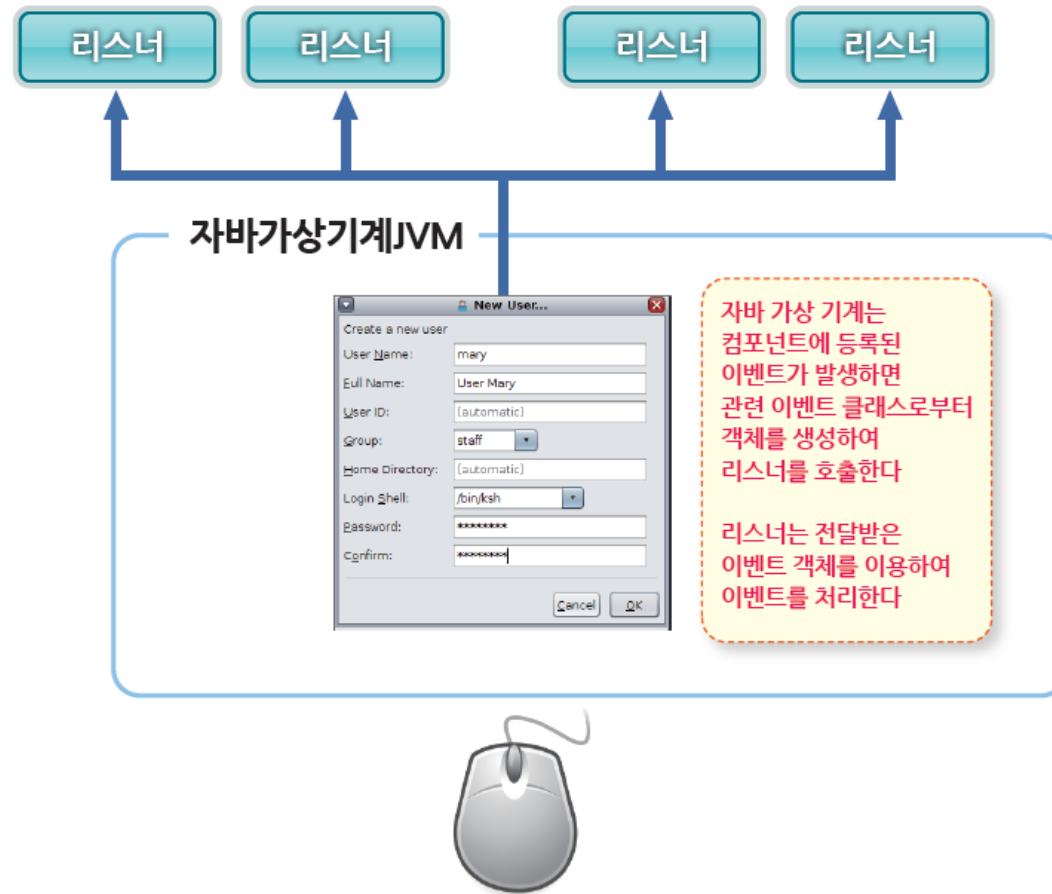 리스너 리스너 리스너 리스너
자바가상기계JVM
New User...
Create a new user
User Name: mary
Full Name: User Mary
User ID: (automatic)
Group: staff
Home Directory: (automatic)
Login Shell: /bin/ksh
Password: ********
Confirm: ********
Cancel OK
자바 가상 기계는
컴포넌트에 등록된
이벤트가 발생하면
관련 이벤트 클래스로부터
객체를 생성하여
리스너를 호출한다
리스너는 전달받은
이벤트 객체를 이용하여
이벤트를 처리한다